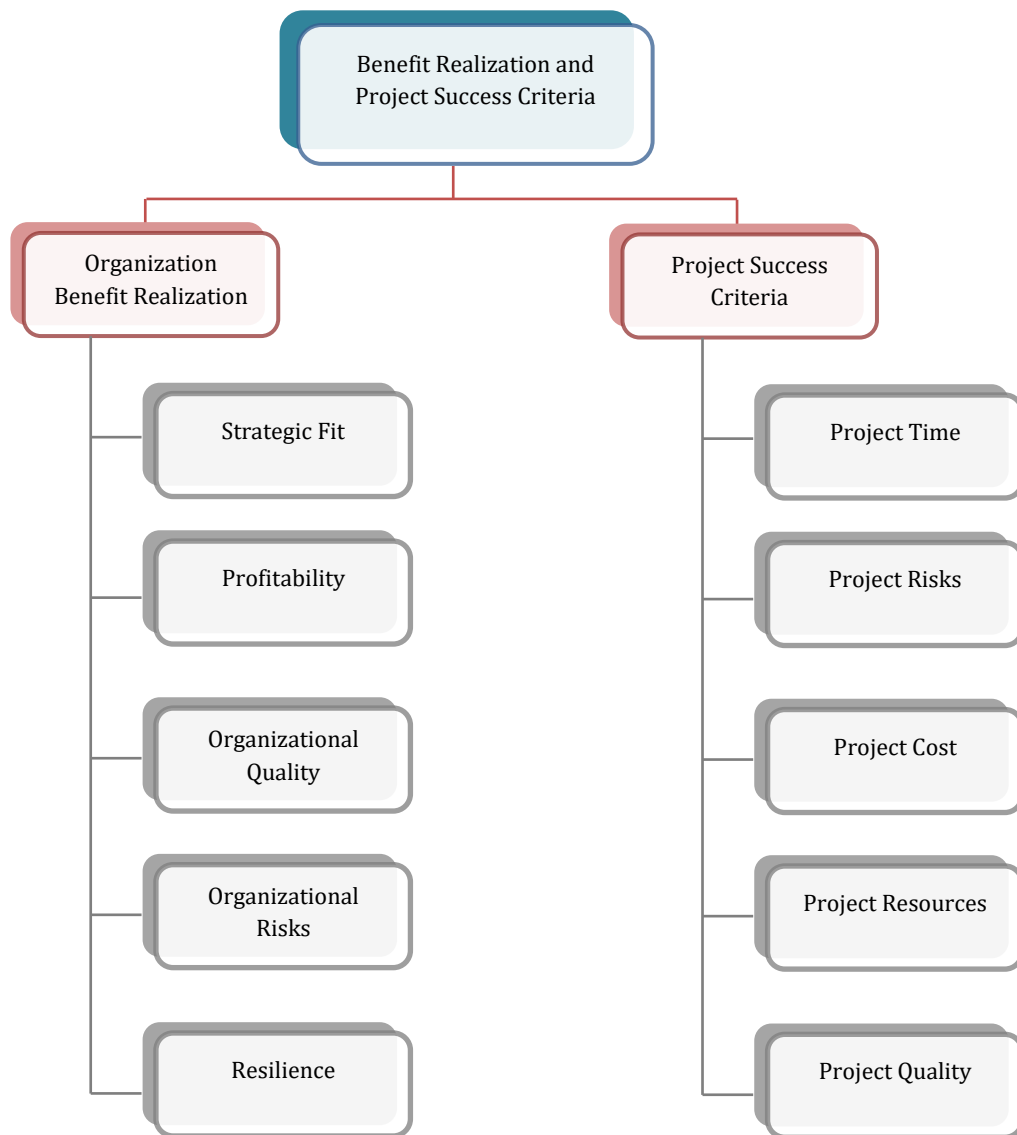 Benefit Realization and
Project Success Criteria
Organization
Benefit Realization
Project Success
Criteria
Strategic Fit
Profitability
Organizational
Quality
Organizational
Risks
Resilience
Project Time
Project Risks
Project Cost
Project Resources
Project Quality